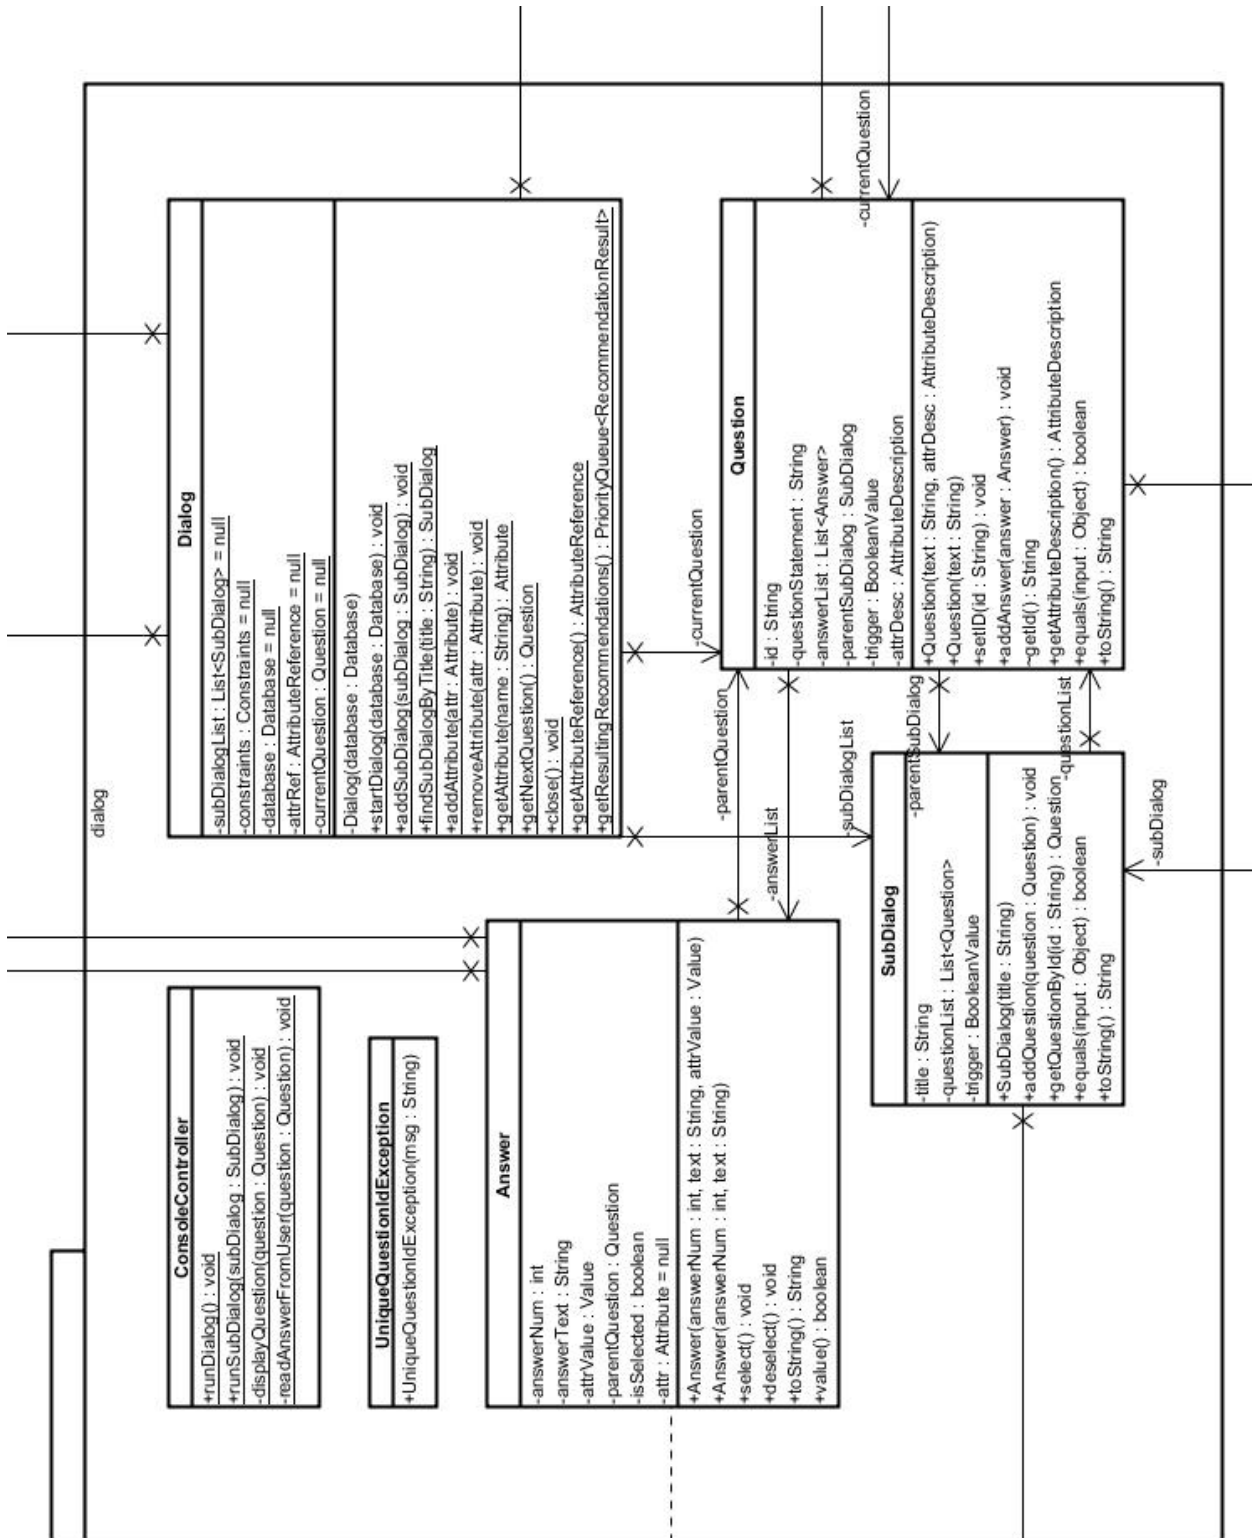 dialog
ConsoleController
+runDialog() : void
+runSubDialog(subDialog : SubDialog) : void
-displayQuestion(question : Question) : void
-readAnswerFromUser(question : Question) : void
Dialog
-subDialogList : List<SubDialog> = null
-constraints : Constraints = null
-database : Database = null
-attrRef : AttributeReference = null
-currentQuestion : Question = null
-Dialog(database : Database)
+startDialog(database : Database) : void
+addSubDialog(subDialog : SubDialog) : void
+findSubDialogByTitle(title : String) : SubDialog
+addAttribute(attr : Attribute) : void
+removeAttribute(attr : Attribute) : void
+getAttribute(name : String) : Attribute
+getNextQuestion() : Question
+close() : void
+getAttributeReference() : AttributeReference
+getResultingRecommendations() : PriorityQueue<RecommendationResult>
UniqueQuestionIdException
+UniqueQuestionIdException(msg : String)
Answer
-answerNum : int
-answerText : String
-attrValue : Value
-parentQuestion : Question
-isSelected : boolean
-attr : Attribute = null
+Answer(answerNum : int, text : String, attrValue : Value)
+Answer(answerNum : int, text : String)
+select() : void
+deselect() : void
+toString() : String
+value() : boolean
-currentQuestion
-parentQuestion
-answerList
-subDialogList
Question
-id : String
-questionStatement : String
-answerList : List<Answer>
-parentSubDialog : SubDialog
-trigger : BooleanValue
-attrDesc : AttributeDescription
+Question(text : String, attrDesc : AttributeDescription)
+Question(text : String)
+setID(id : String) : void
+addAnswer(answer : Answer) : void
~getId() : String
+getAttributeDescription() : AttributeDescription
+equals(input : Object) : boolean
+toString() : String
-currentQuestion
-parentSubDialog
-questionList
SubDialog
-title : String
-questionList : List<Question>
-trigger : BooleanValue
+SubDialog(title : String)
+addQuestion(question : Question) : void
+getQuestionById(id : String) : Question
+equals(input : Object) : boolean
+toString() : String
-subDialog